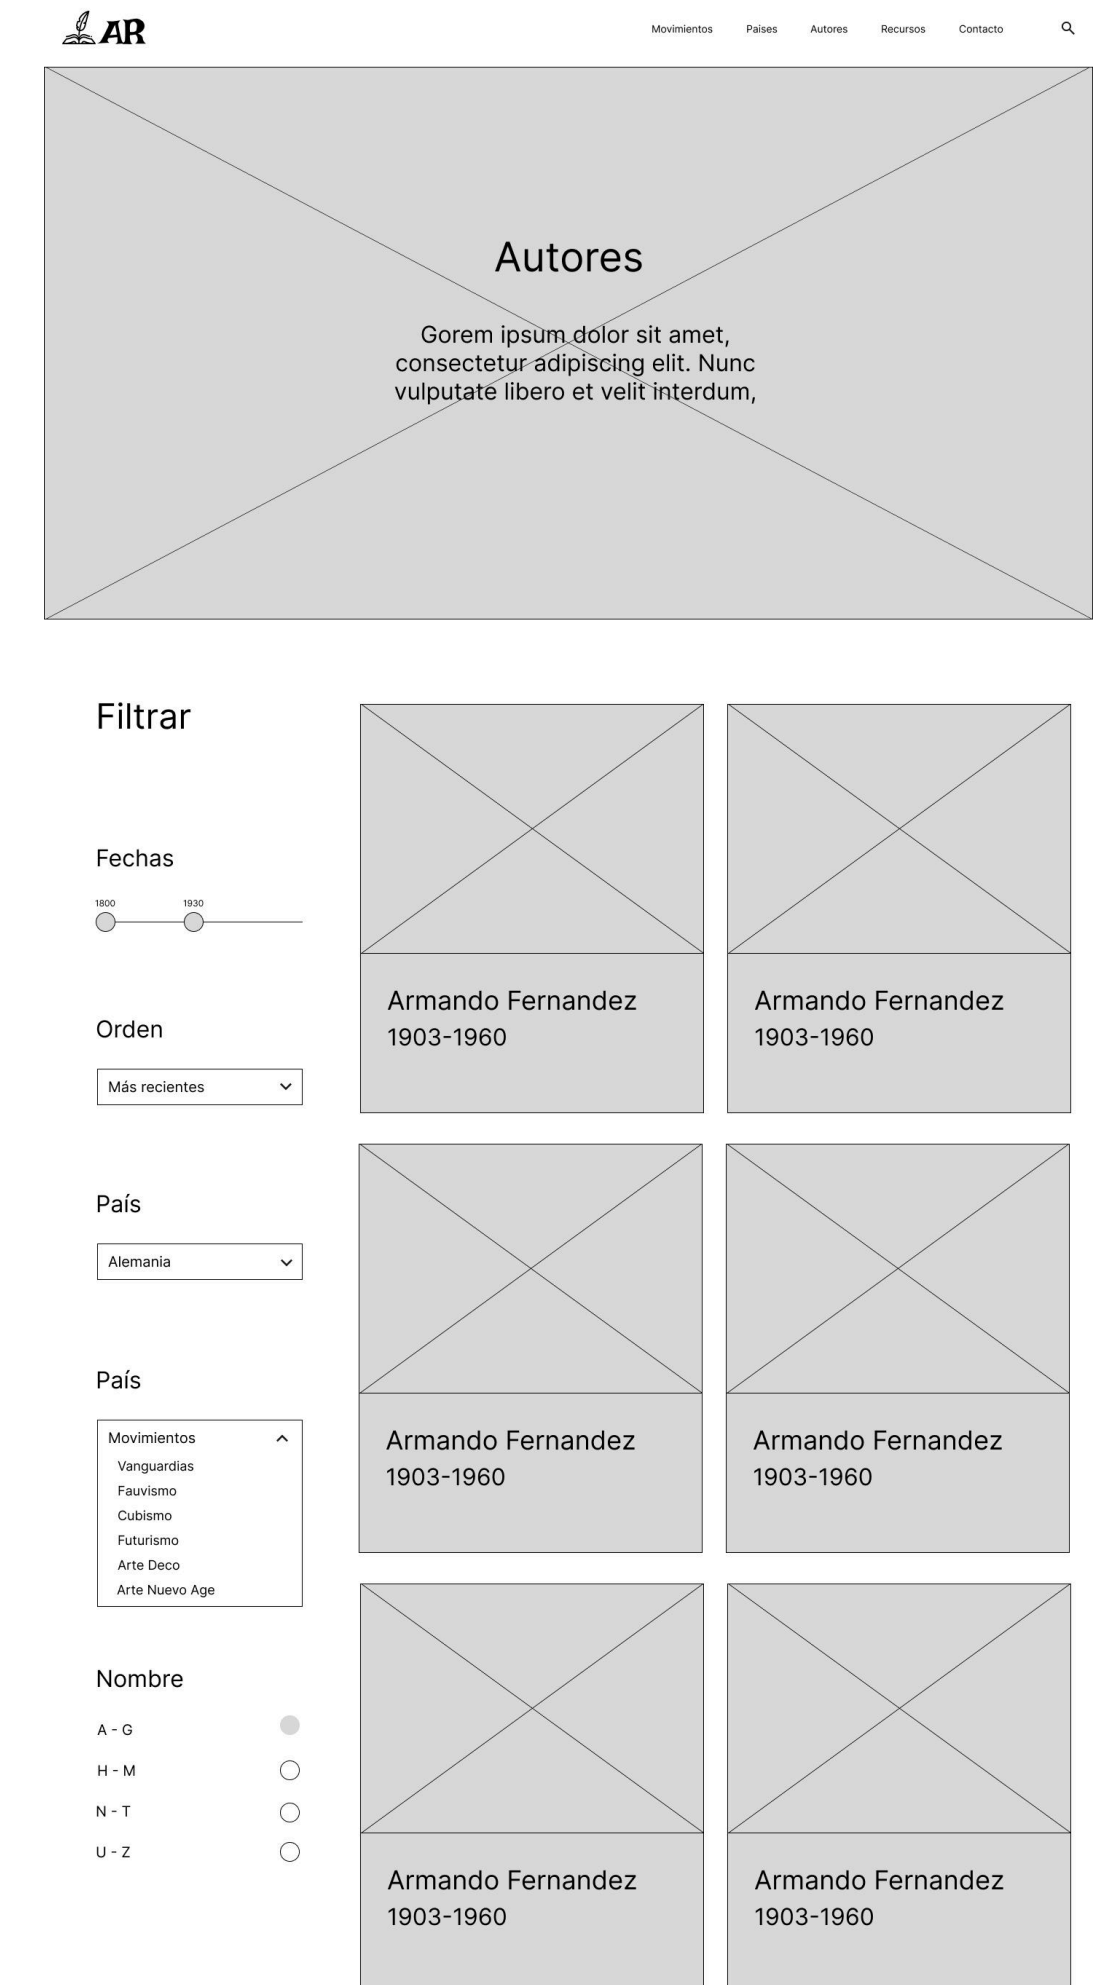 AR
Movimientos Paises Autores Recursos Contacto
Autores
Gorem ipsum dolor sit amet,
consectetur adipiscing elit. Nunc
vulputate libero et velit interdum,
Filtrar
Fechas
1800 1930
Orden
Más recientes
País
Alemania
País
Movimientos
Vanguardias
Fauvismo
Cubismo
Futurismo
Arte Deco
Arte Nuevo Age
Nombre
A - G
H - M
N - T
U - Z
Armando Fernandez
1903-1960
Armando Fernandez
1903-1960
Armando Fernandez
1903-1960
Armando Fernandez
1903-1960
Armando Fernandez
1903-1960
Armando Fernandez
1903-1960